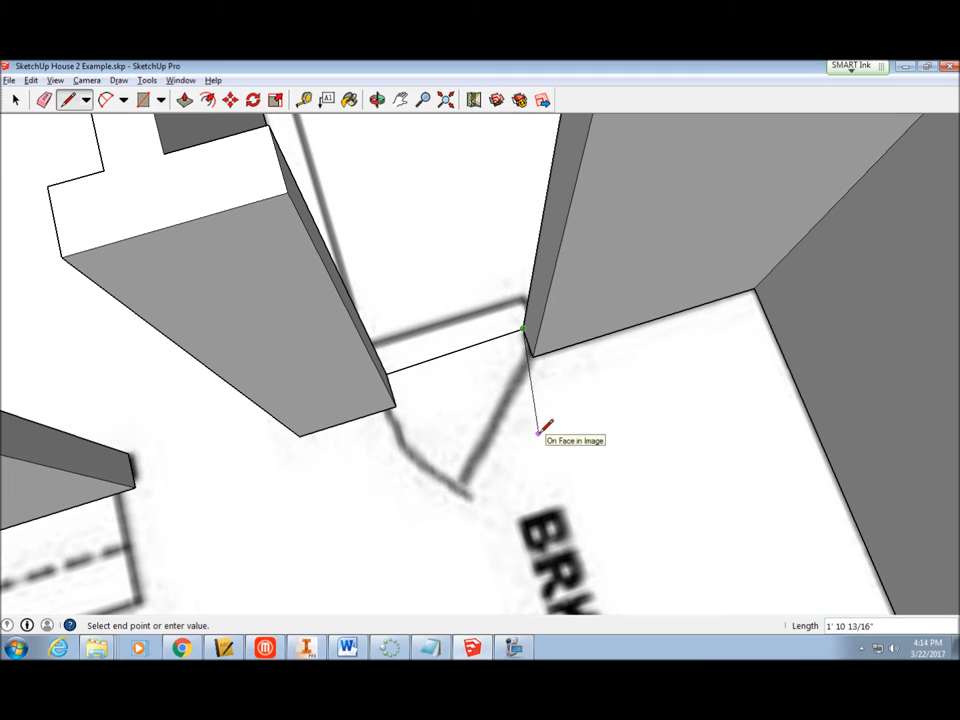 SketchUp House 2 Example.skp - SketchUp Pro
SMART Ink
File Edit View Camera Draw Tools Window Help
A1
On Face in Image
Select end point or enter value.
Length 1' 10 13/16"
4:14 PM
3/22/2017